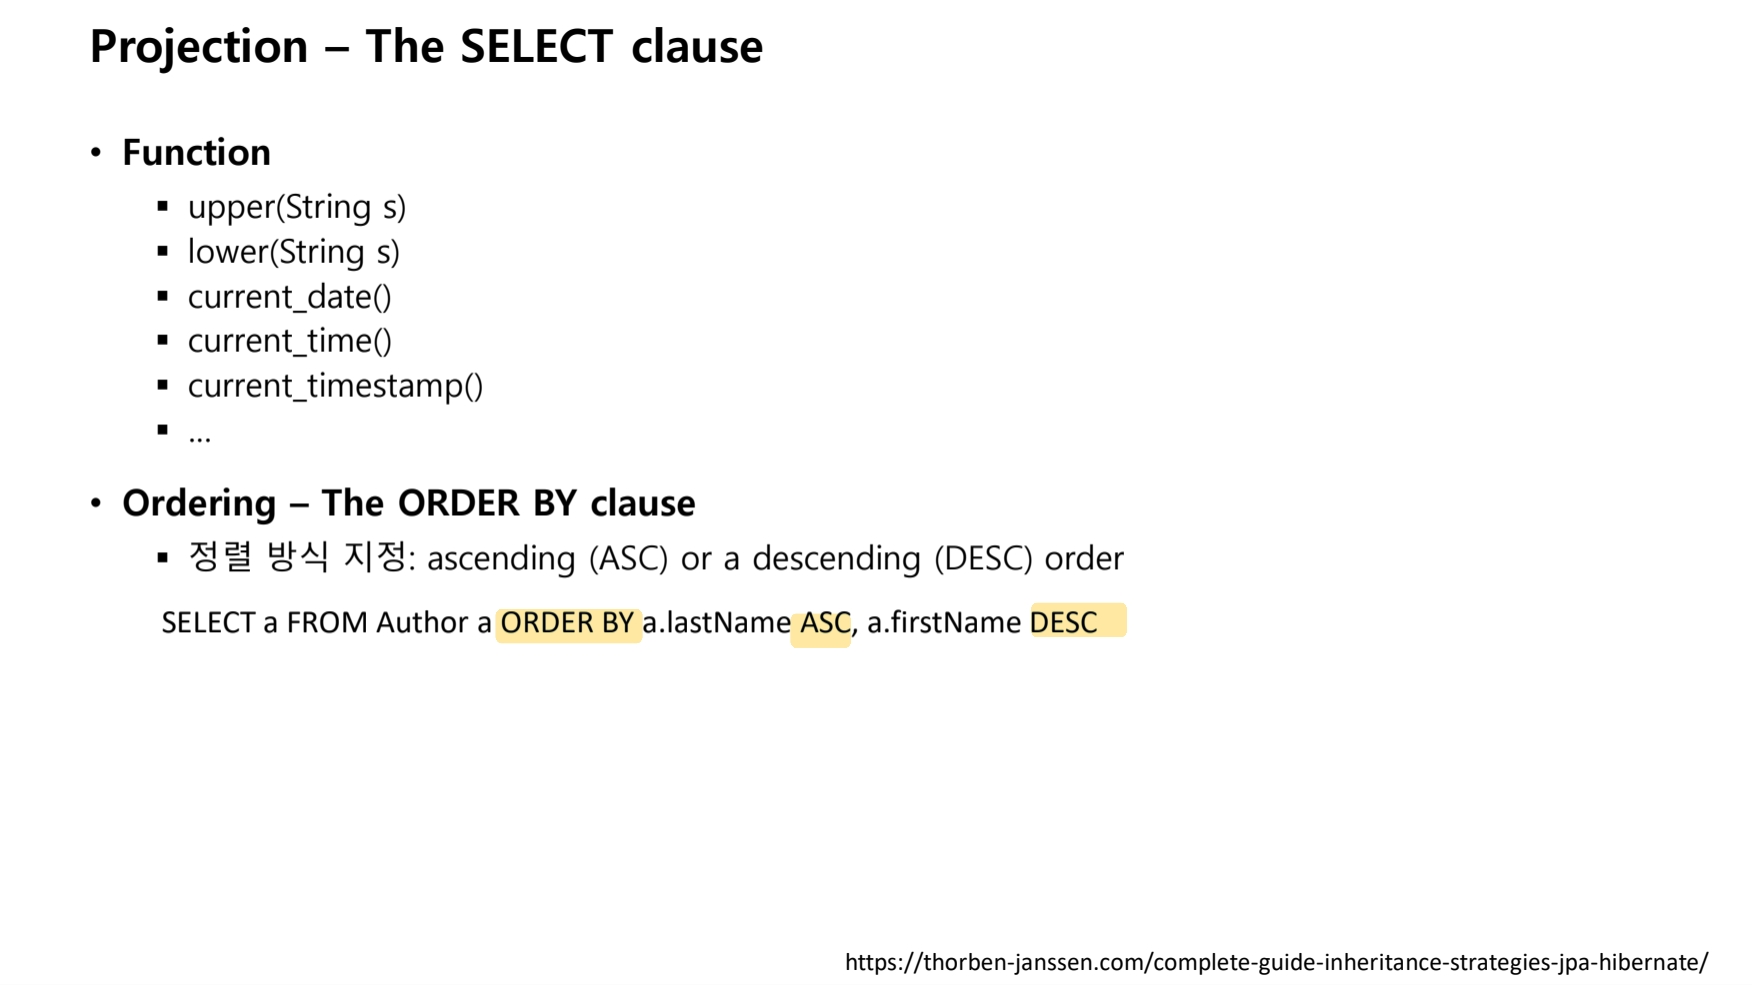 Projection – The SELECT clause
• Function
▪ upper(String s)
▪ lower(String s)
▪ current_date()
▪ current_time()
▪ current_timestamp()
▪ ...
• Ordering – The ORDER BY clause
▪ 정렬 방식 지정: ascending (ASC) or a descending (DESC) order
SELECT a FROM Author a ORDER BY a.lastName ASC, a.firstName DESC
https://thorben-janssen.com/complete-guide-inheritance-strategies-jpa-hibernate/